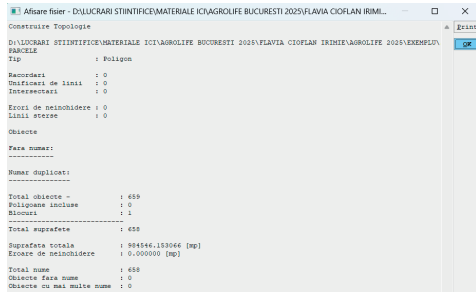 Afisare fisier - D:\LUCRARI STIINTIFICE\MATERIALE ICI\AGROLIFE BUCURESTI 2025\FLAVIA CIOFLAN IRIMI...
Construire Topologie
Print
OK
D:\LUCRARI STIINTIFICE\MATERIALE ICI\AGROLIFE BUCURESTI 2025\FLAVIA CIOFLAN IRIMIE\AGROLIFE 2025\EXEMPLU\
PARCELE
Tip : Poligon
Racordari : 0
Unificari de linii : 0
Intersectari : 0
Erori de neinchidere : 0
Linii sterse : 0
Obiecte
Fara numar:
-----------
Numar duplicat:
---------------
Total obiecte - : 659
Poligoane incluse : 0
Blocuri : 1
----------------------------
Total suprafete : 658
Suprafata totala : 984546.153066 [mp]
Eroare de neinchidere : 0.000000 [mp]
Total nume : 658
Obiecte fara nume : 0
Obiecte cu mai multe nume : 0